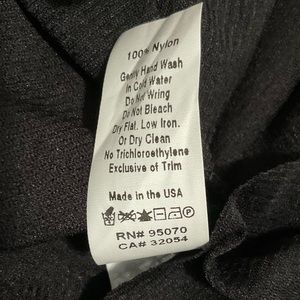 100% Nylon
Gently Hand Wash
In Cold Water
Do Not Wring
Do Not Bleach
Dry Flat. Low Iron.
Or Dry Clean
No Trichloroethylene
Exclusive of Trim
Made in the USA
P
RN# 95070
CA# 32054